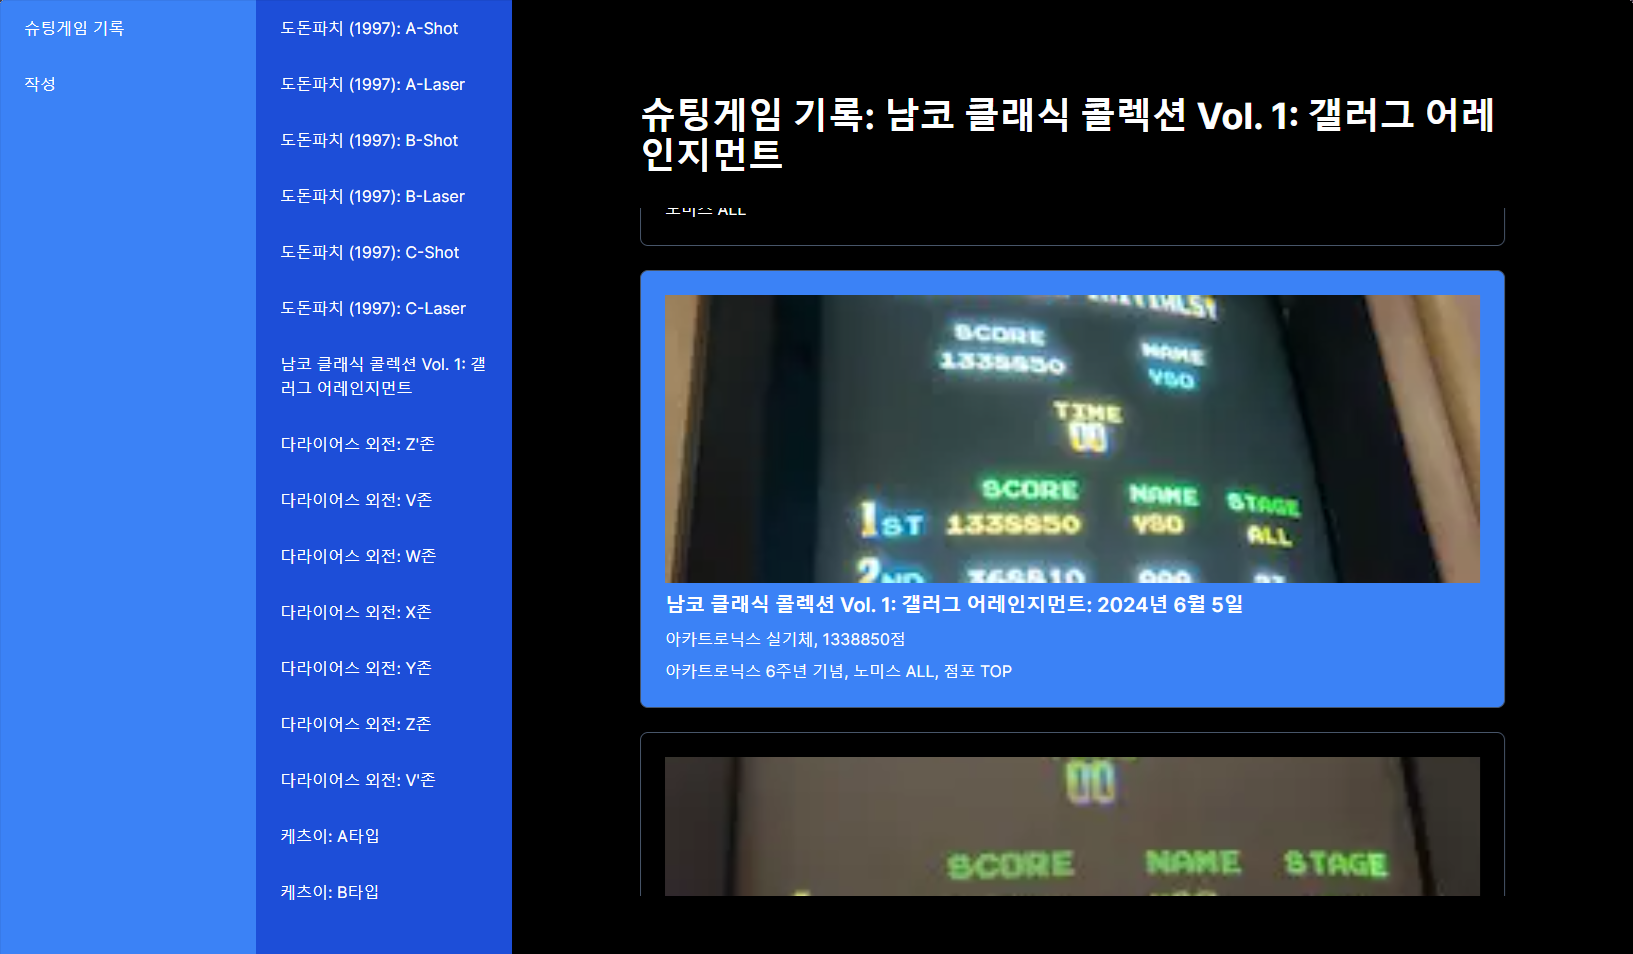 슈팅게임 기록
작성
도돈파치 (1997): A-Shot
도돈파치 (1997): A-Laser
도돈파치 (1997): B-Shot
도돈파치 (1997): B-Laser
도돈파치 (1997): C-Shot
도돈파치 (1997): C-Laser
남코 클래식 콜렉션 Vol. 1: 갤
러그 어레인지먼트
다라이어스 외전: Z'존
다라이어스 외전: V존
다라이어스 외전: W존
다라이어스 외전: X존
다라이어스 외전: Y존
다라이어스 외전: Z존
다라이어스 외전: V'존
케츠이: A타입
케츠이: B타입
슈팅게임 기록: 남코 클래식 콜렉션 Vol. 1: 갤러그 어레
인지먼트
노미스 ALL
INITIALS!
SCORE
1338850
NAME
YSO
TIME
00
SCORE NAME STAGE
1ST 1338850 YSO ALL
2ND 368810 AAA
남코 클래식 콜렉션 Vol. 1: 갤러그 어레인지먼트: 2024년 6월 5일
아카트로닉스 실기체, 1338850점
아카트로닉스 6주년 기념, 노미스 ALL, 점포 TOP
00
SCORE NAME STAGE